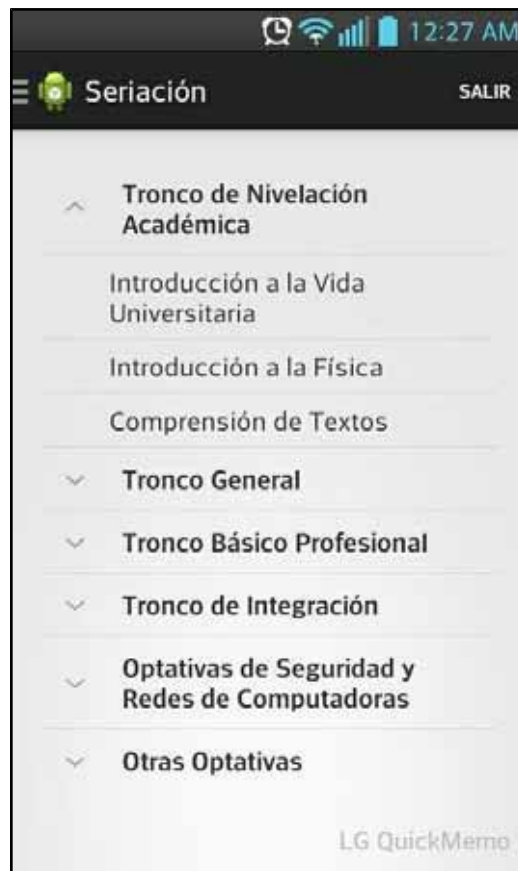 12:27 AM
Seriación
SALIR
Tronco de Nivelación
Académica
Introducción a la Vida
Universitaria
Introducción a la Física
Comprensión de Textos
Tronco General
Tronco Básico Profesional
Tronco de Integración
Optativas de Seguridad y
Redes de Computadoras
Otras Optativas
LG QuickMemo